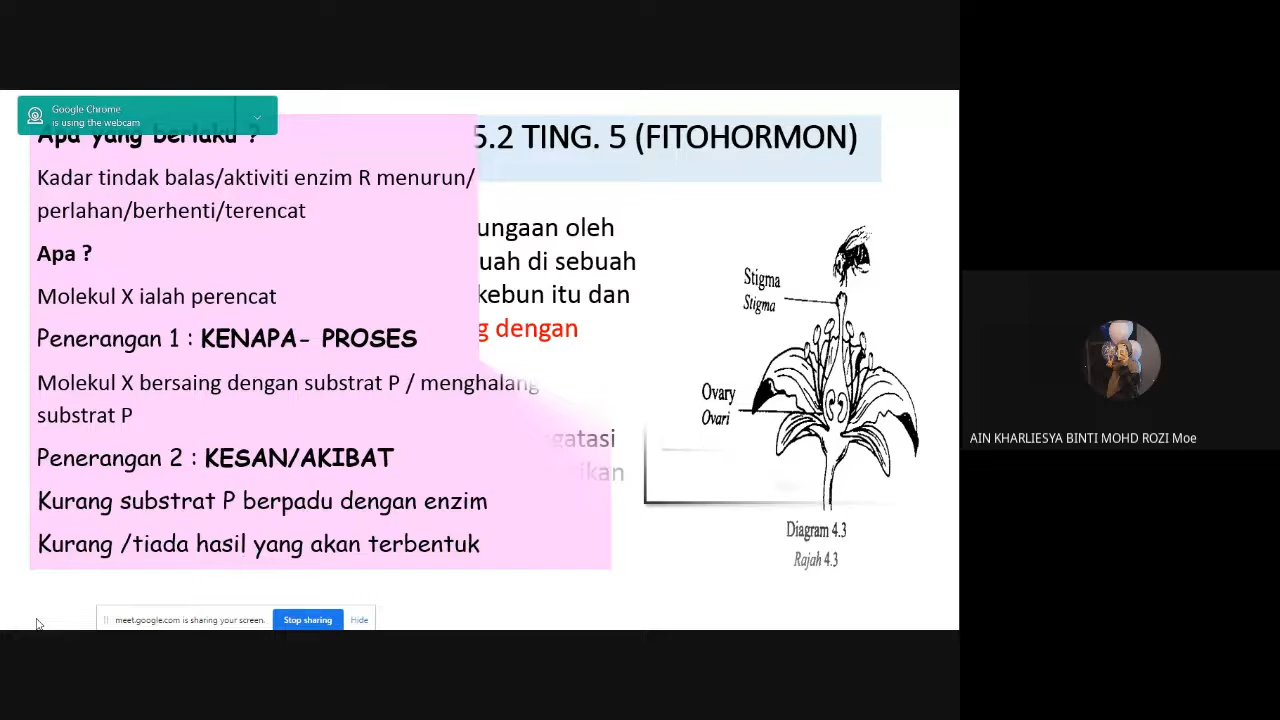 Google Chrome
is using the webcam
Apa yang berlaku ?
5.2 TING. 5 (FITOHORMON)
Kadar tindak balas/aktiviti enzim R menurun/
perlahan/berhenti/terencat
Apa ?
Molekul X ialah perencat
Penerangan 1 : KENAPA- PROSES
Molekul X bersaing dengan substrat P / menghalang
substrat P
Penerangan 2 : KESAN/AKIBAT
Kurang substrat P berpadu dengan enzim
Kurang /tiada hasil yang akan terbentuk
ungaan oleh
uah di sebuah
kebun itu dan
g dengan
gatasi
ikan
Stigma
Stigma
Ovary
Ovari
Diagram 4.3
Rajah 4.3
meet.google.com is sharing your screen. Stop sharing Hide
AIN KHARLIESYA BINTI MOHD ROZI Moe